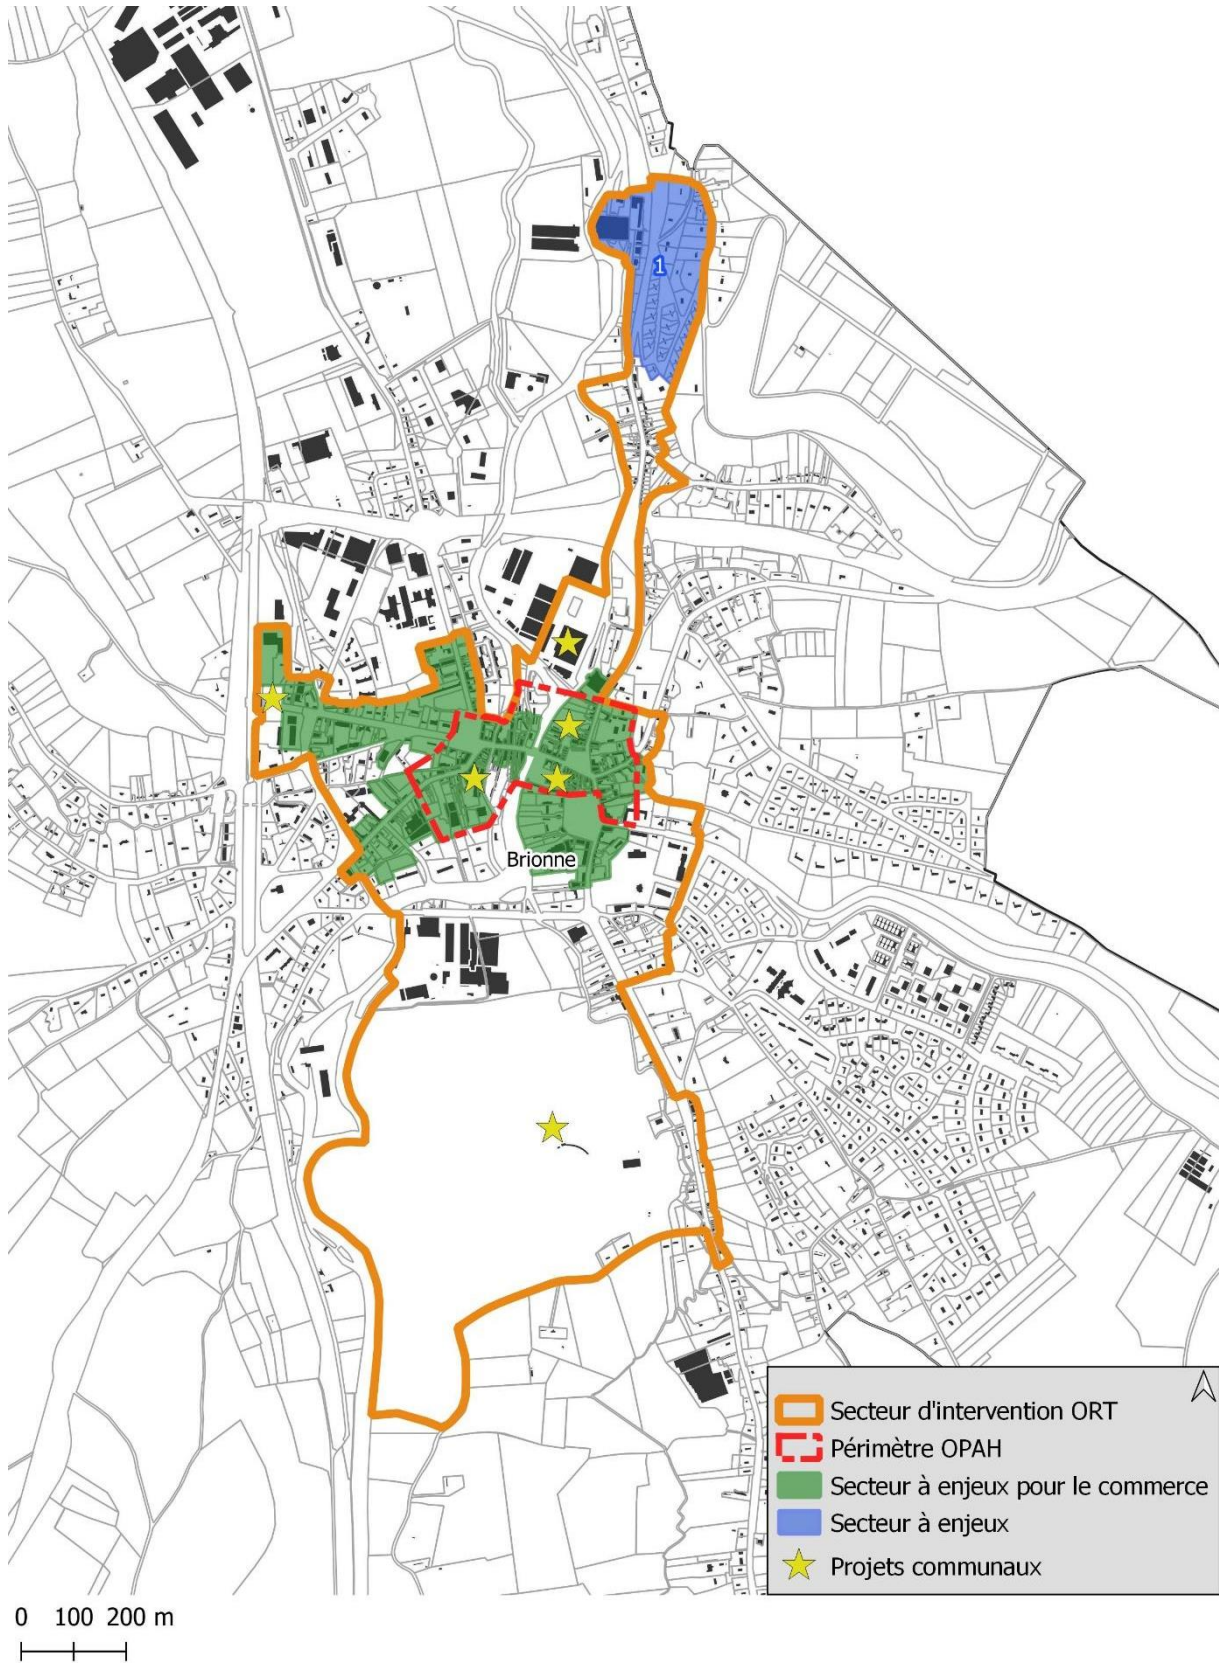 1
Brionne
Secteur d'intervention ORT
Périmètre OPAH
Secteur à enjeux pour le commerce
Secteur à enjeux
Projets communaux
0 100 200 m